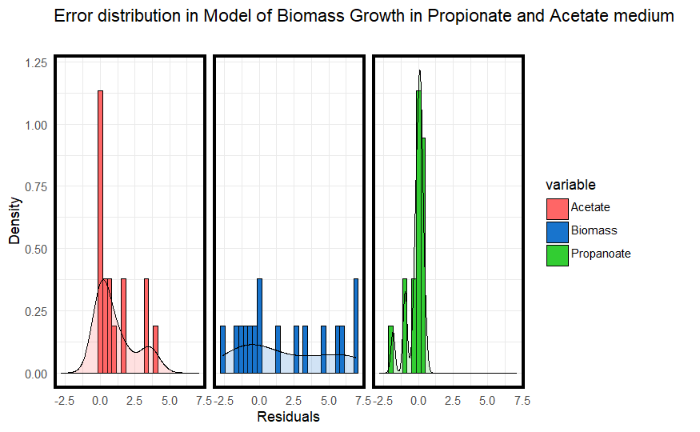 Error distribution in Model of Biomass Growth in Propionate and Acetate medium
1.25
1.00
0.75
0.50
0.25
0.00
Density
-2.5 0.0 2.5 5.0 7.5 -2.5 0.0 2.5 5.0 7.5 -2.5 0.0 2.5 5.0 7.5
Residuals
variable
Acetate
Biomass
Propanoate